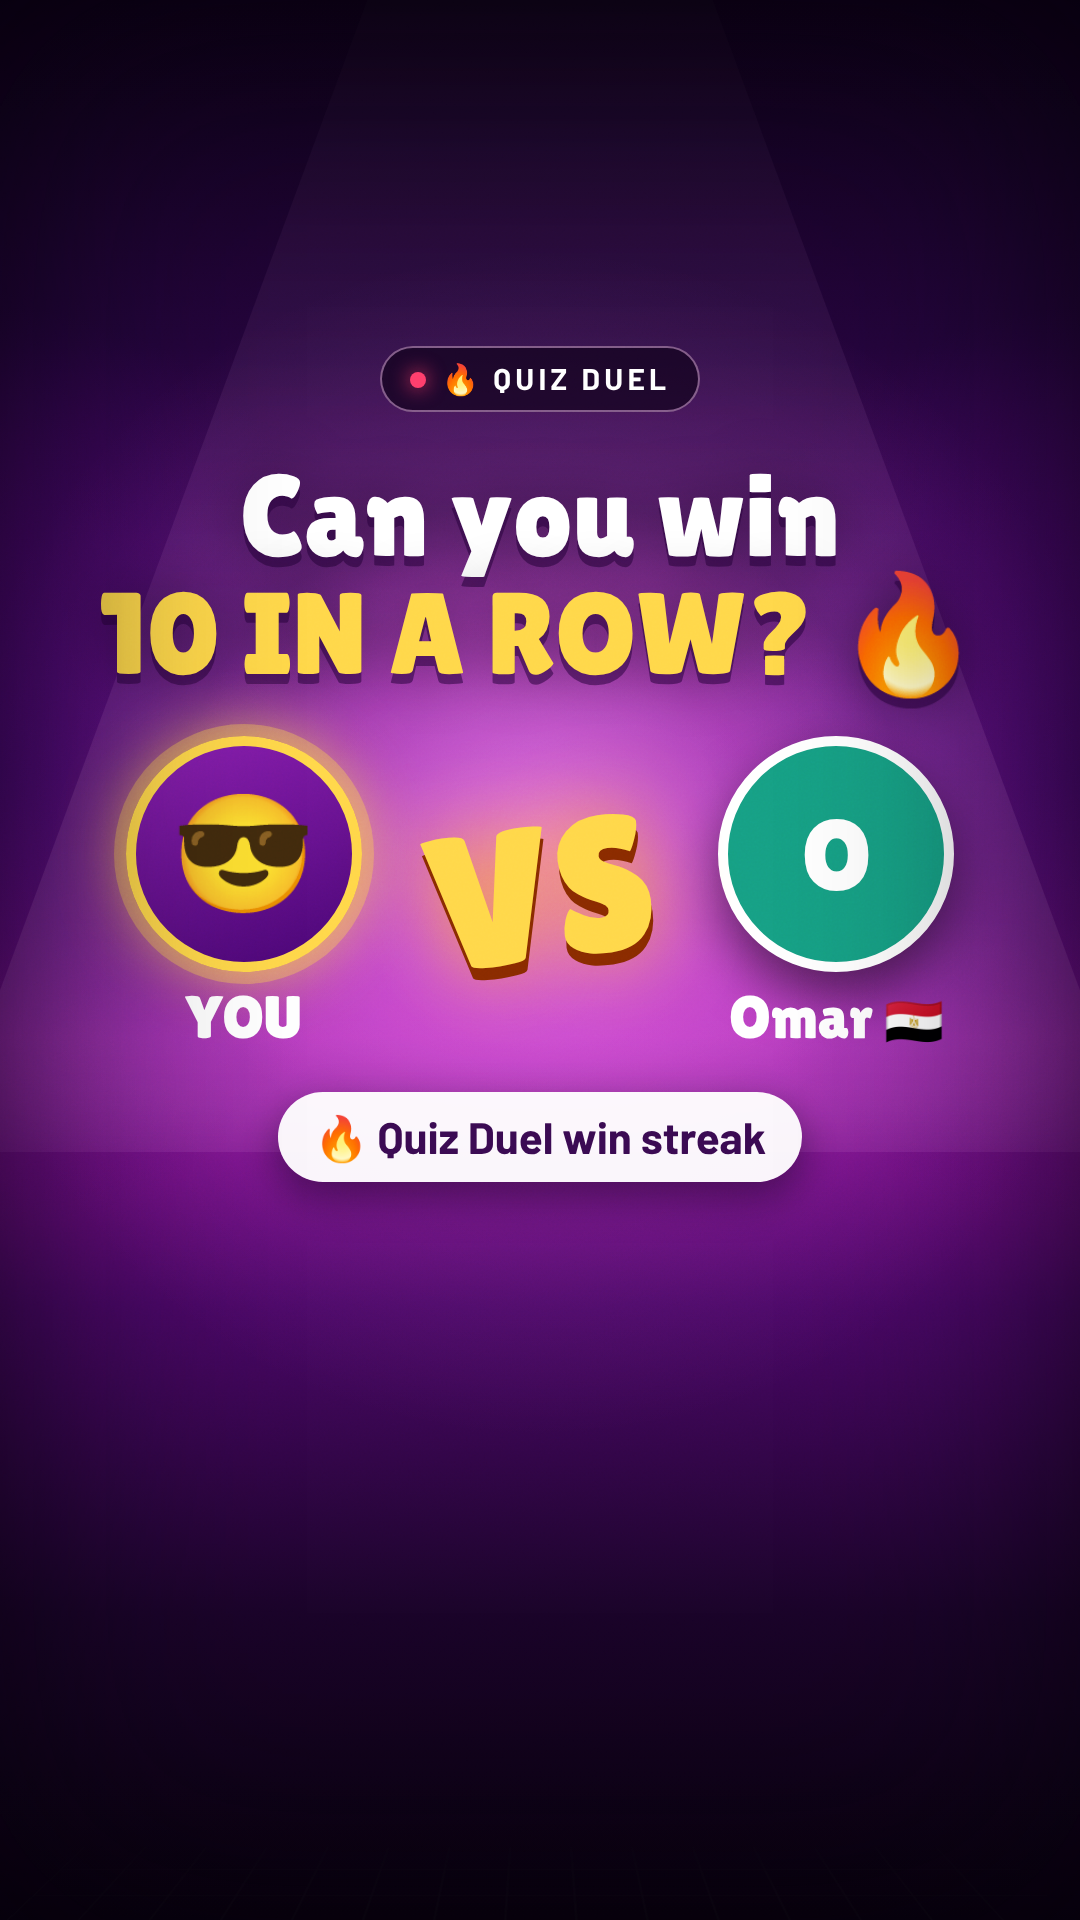 🔥 QUIZ DUEL
Can you win
10 IN A ROW? 🔥
VS
O
YOU
Omar 🇪🇬
🔥 Quiz Duel win streak